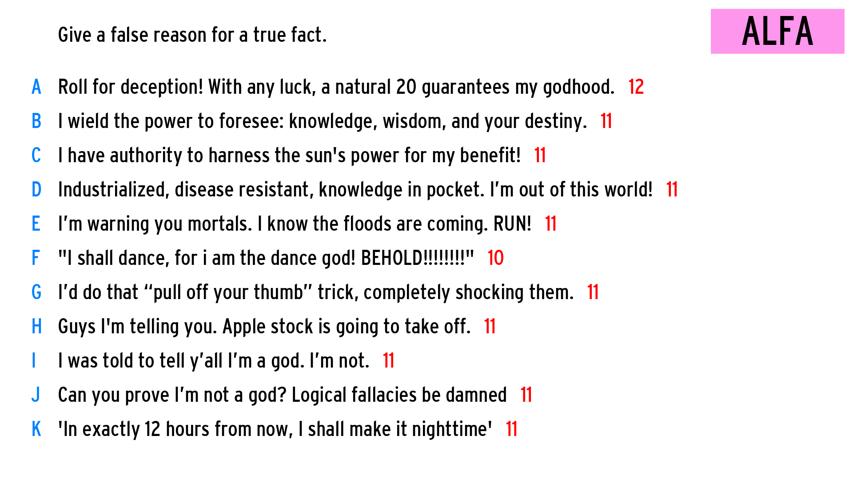 Give a false reason for a true fact.
ALFA
A Roll for deception! With any luck, a natural 20 guarantees my godhood. 12
B I wield the power to foresee: knowledge, wisdom, and your destiny. 11
C I have authority to harness the sun's power for my benefit! 11
D Industrialized, disease resistant, knowledge in pocket. I’m out of this world! 11
E I’m warning you mortals. I know the floods are coming. RUN! 11
F "I shall dance, for i am the dance god! BEHOLD!!!!!!!!" 10
G I’d do that “pull off your thumb” trick, completely shocking them. 11
H Guys I'm telling you. Apple stock is going to take off. 11
I I was told to tell y’all I’m a god. I’m not. 11
J Can you prove I’m not a god? Logical fallacies be damned 11
K 'In exactly 12 hours from now, I shall make it nighttime' 11